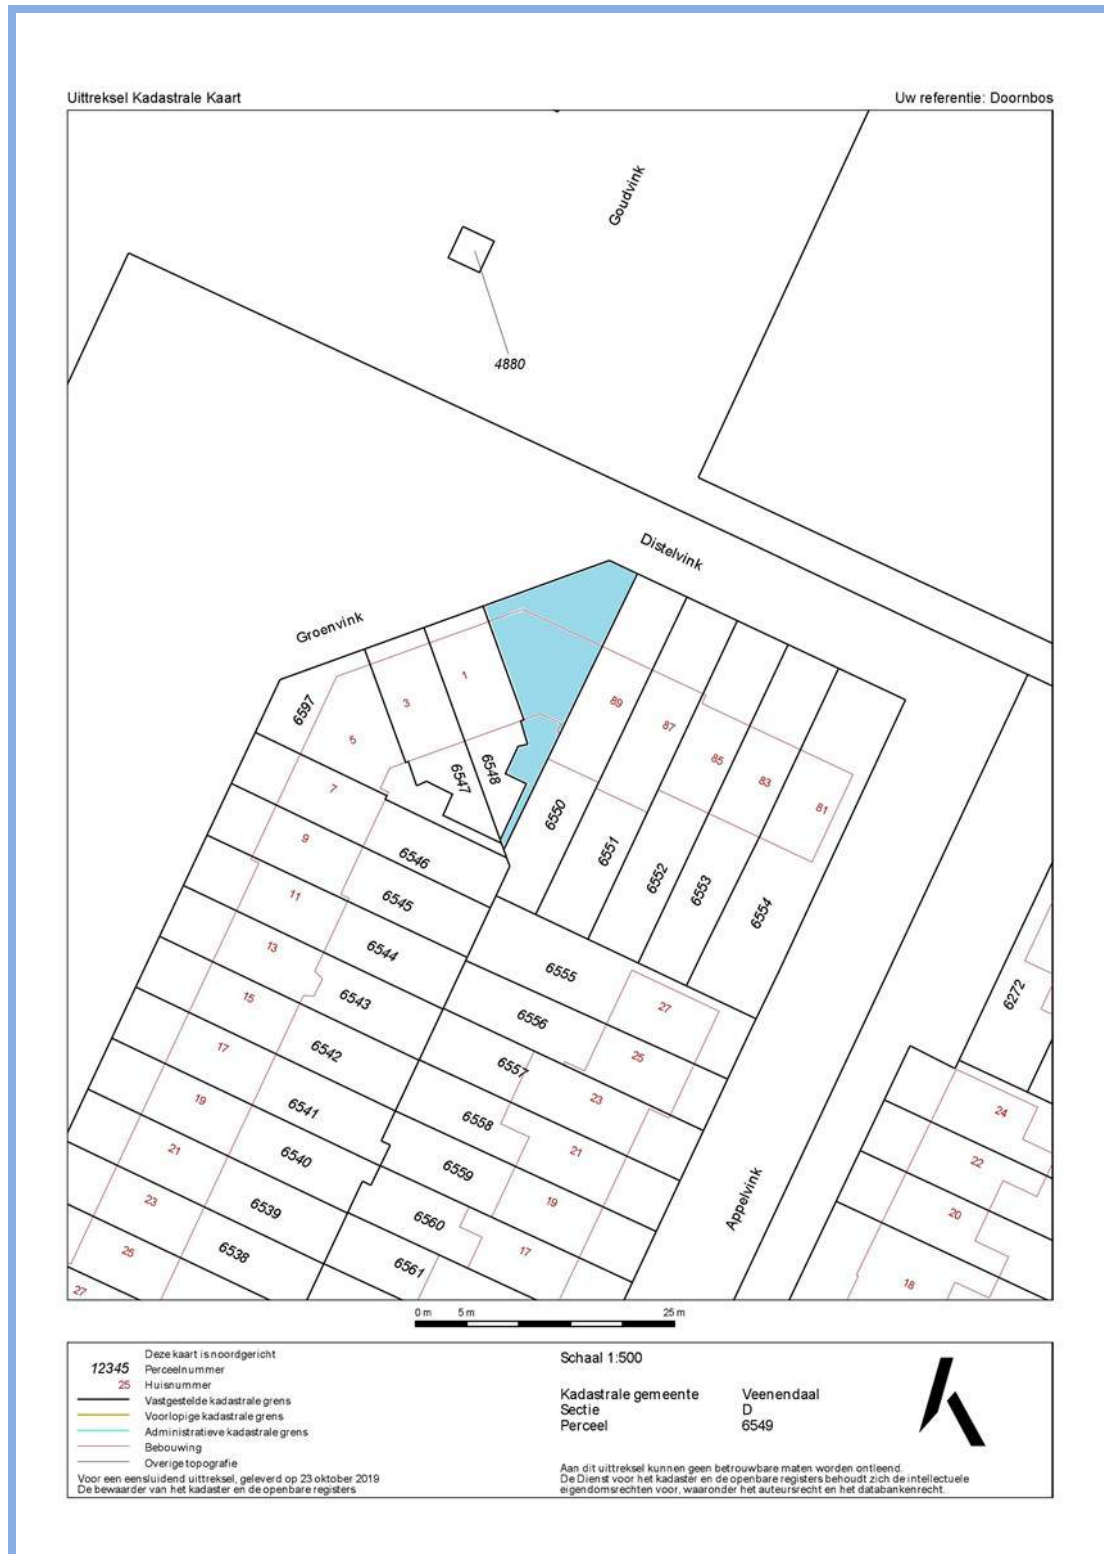 Uittreksel Kadastrale Kaart
Uw referentie: Doornbos
Goudvink
4880
Distelvink
Groenvink
6597
5
3
1
6547
6548
89
87
85
83
81
6550
6551
6552
6553
6554
7
6546
9
6545
11
6544
13
6543
15
6542
17
6541
19
6540
21
6539
23
6538
25
27
6555
27
6556
25
6557
23
6558
21
6559
19
6560
17
6561
Appelvink
6272
24
22
20
18
0 m 5 m 25 m
Deze kaart is noordgericht
12345 Perceelnummer
25 Huisnummer
Vastgestelde kadastrale grens
Voorlopige kadastrale grens
Administratieve kadastrale grens
Bebouwing
Overige topografie
Voor een eensluidend uittreksel, geleverd op 23 oktober 2019
De bewaarder van het kadaster en de openbare registers
Schaal 1:500
Kadastrale gemeente Veenendaal
Sectie D
Perceel 6549
Aan dit uittreksel kunnen geen betrouwbare maten worden ontleend.
De Dienst voor het kadaster en de openbare registers behoudt zich de intellectuele
eigendomsrechten voor, waaronder het auteursrecht en het databankenrecht.